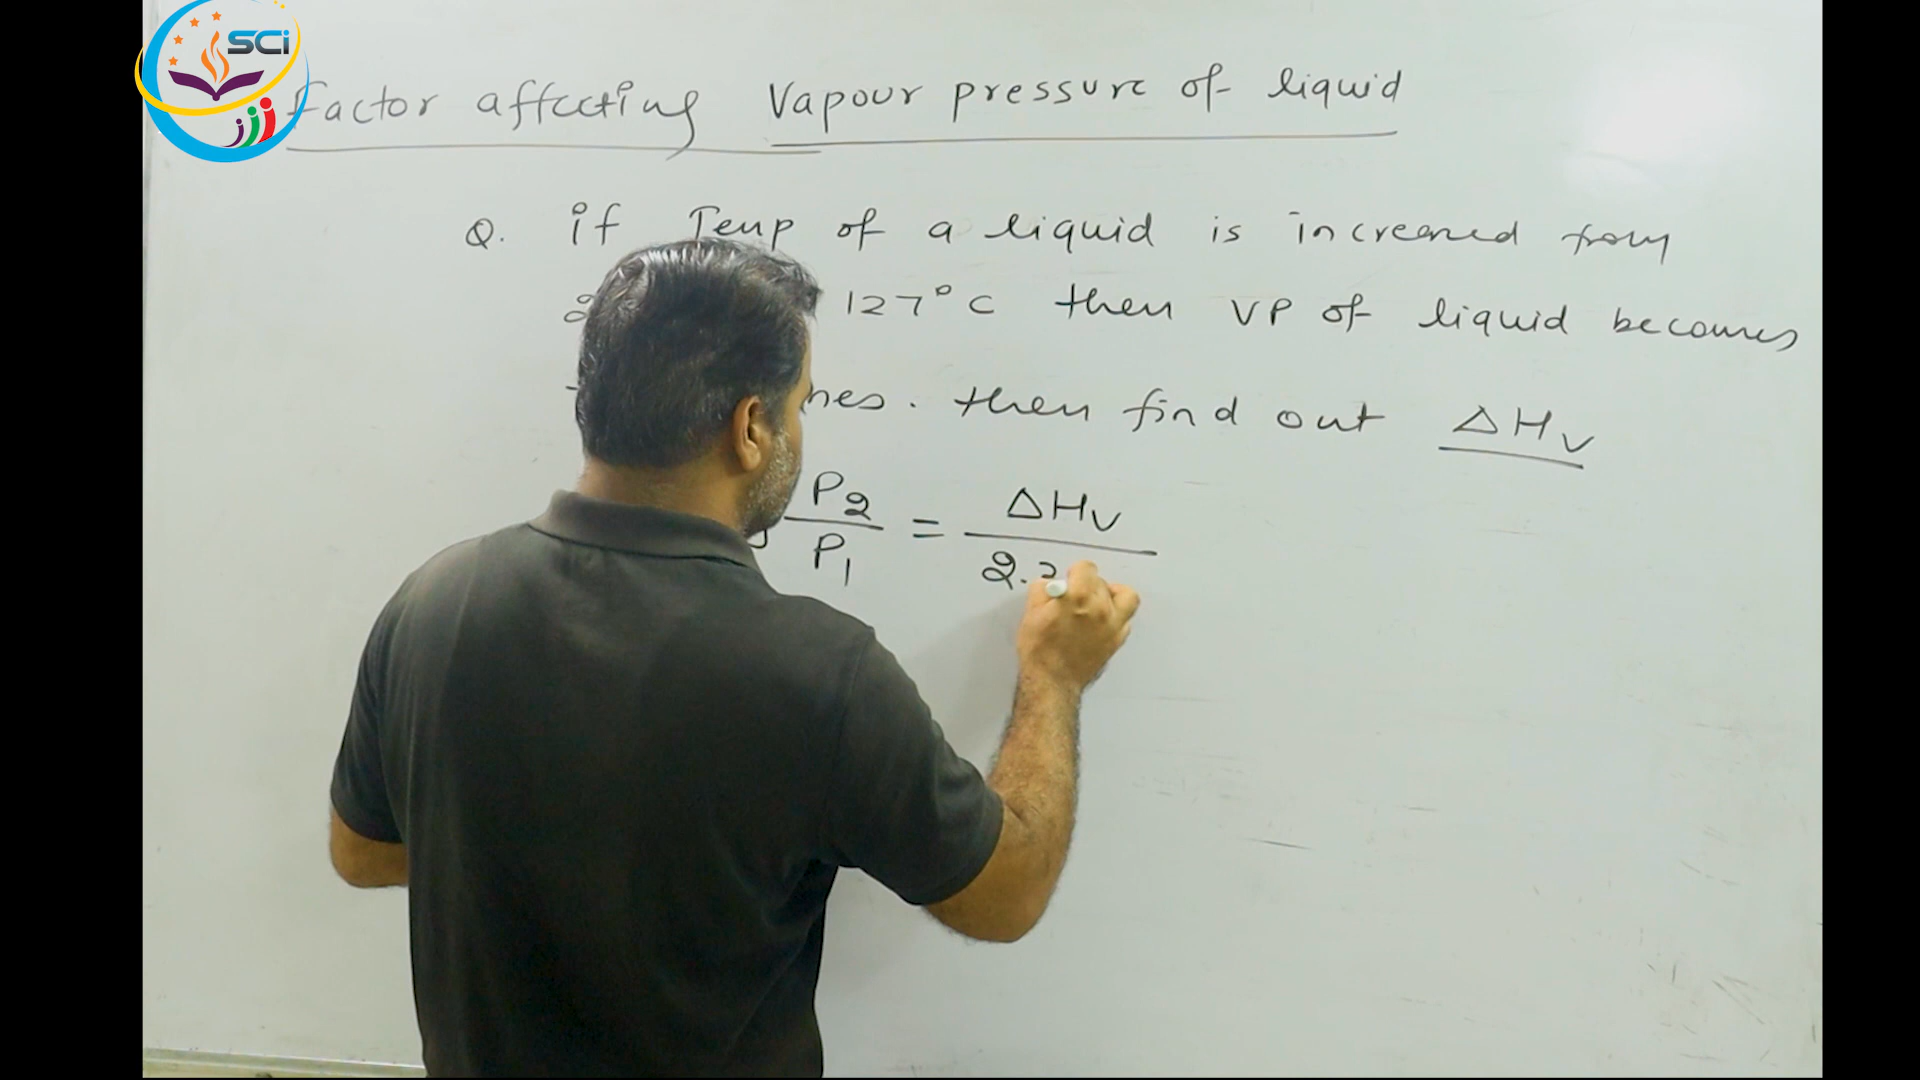 SCi
Factor affecting Vapour pressure of liquid
Q. if Temp of a liquid is increased from
127°C then VP of liquid becomes
then find out ΔHv
P2 / P1 = ΔHv / 2.3